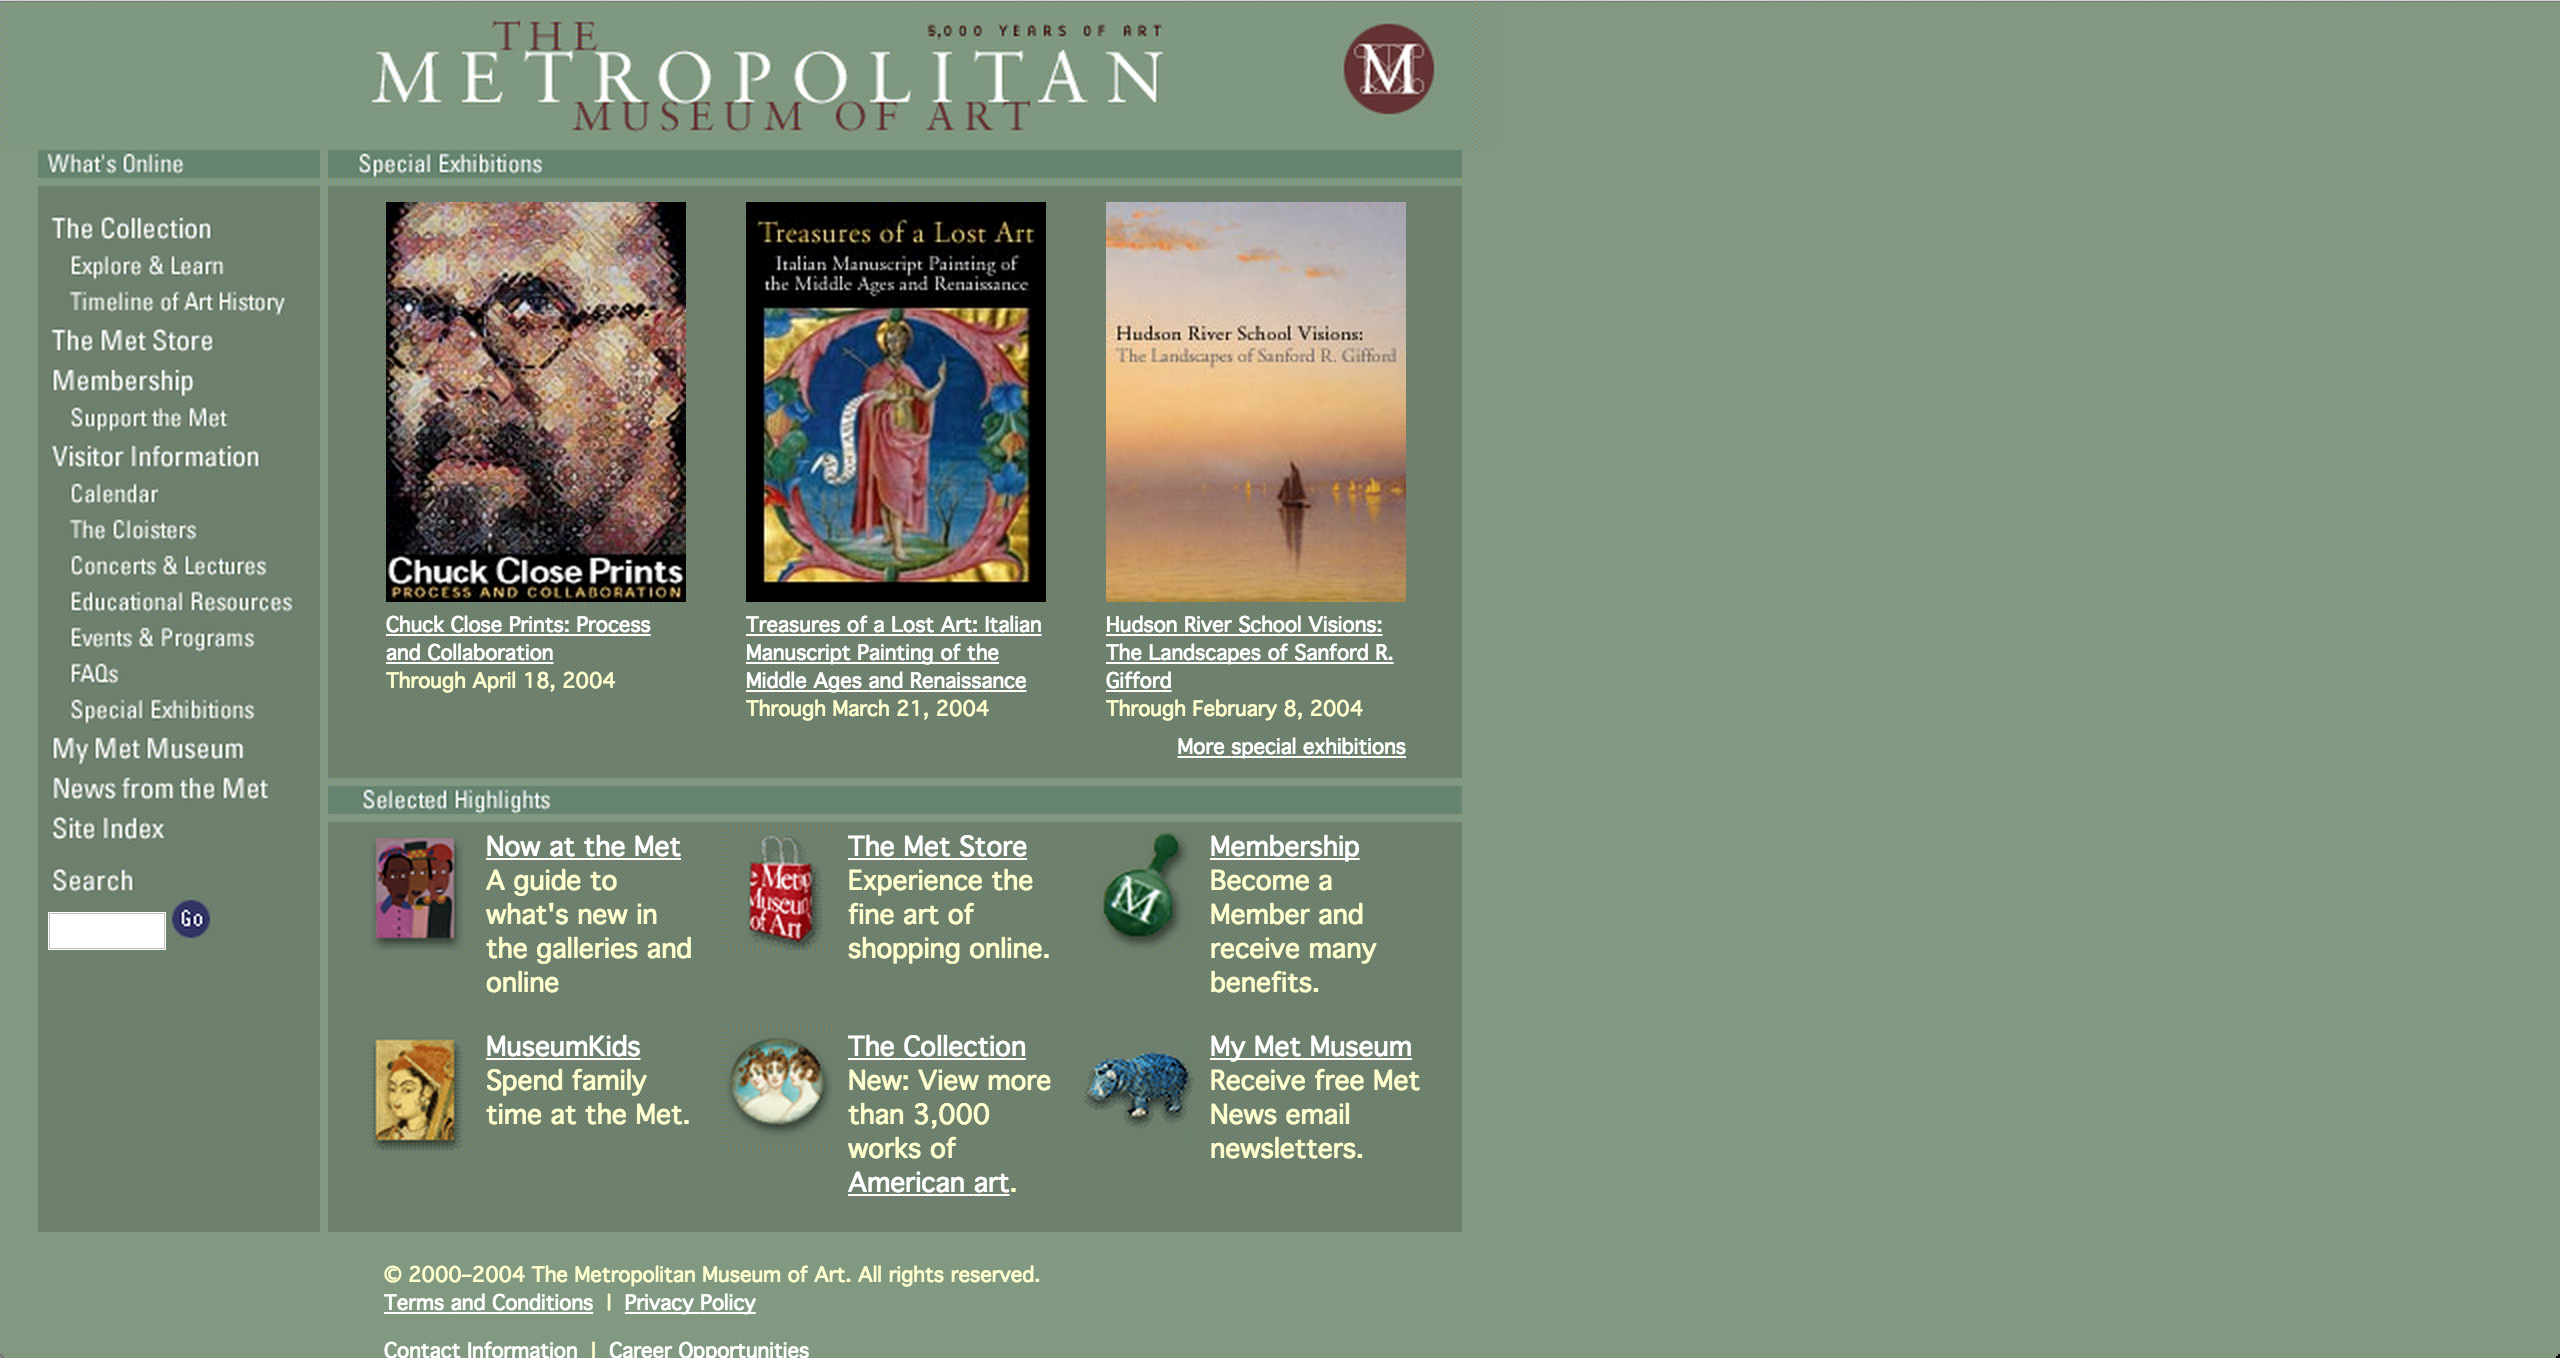 THE
5,000 YEARS OF ART
METROPOLITAN
MUSEUM OF ART
M
What's Online
The Collection
Explore & Learn
Timeline of Art History
The Met Store
Membership
Support the Met
Visitor Information
Calendar
The Cloisters
Concerts & Lectures
Educational Resources
Events & Programs
FAQs
Special Exhibitions
My Met Museum
News from the Met
Site Index
Search
Go
Special Exhibitions
Chuck Close Prints
PROCESS AND COLLABORATION
Chuck Close Prints: Process
and Collaboration
Through April 18, 2004
Treasures of a Lost Art
Italian Manuscript Painting of
the Middle Ages and Renaissance
Treasures of a Lost Art: Italian
Manuscript Painting of the
Middle Ages and Renaissance
Through March 21, 2004
Hudson River School Visions:
The Landscapes of Sanford R. Gifford
Hudson River School Visions:
The Landscapes of Sanford R.
Gifford
Through February 8, 2004
More special exhibitions
Selected Highlights
Now at the Met
A guide to
what's new in
the galleries and
online
e Metro
Museum
of Art
The Met Store
Experience the
fine art of
shopping online.
M
Membership
Become a
Member and
receive many
benefits.
MuseumKids
Spend family
time at the Met.
The Collection
New: View more
than 3,000
works of
American art.
My Met Museum
Receive free Met
News email
newsletters.
© 2000–2004 The Metropolitan Museum of Art. All rights reserved.
Terms and Conditions | Privacy Policy
Contact Information | Career Opportunities